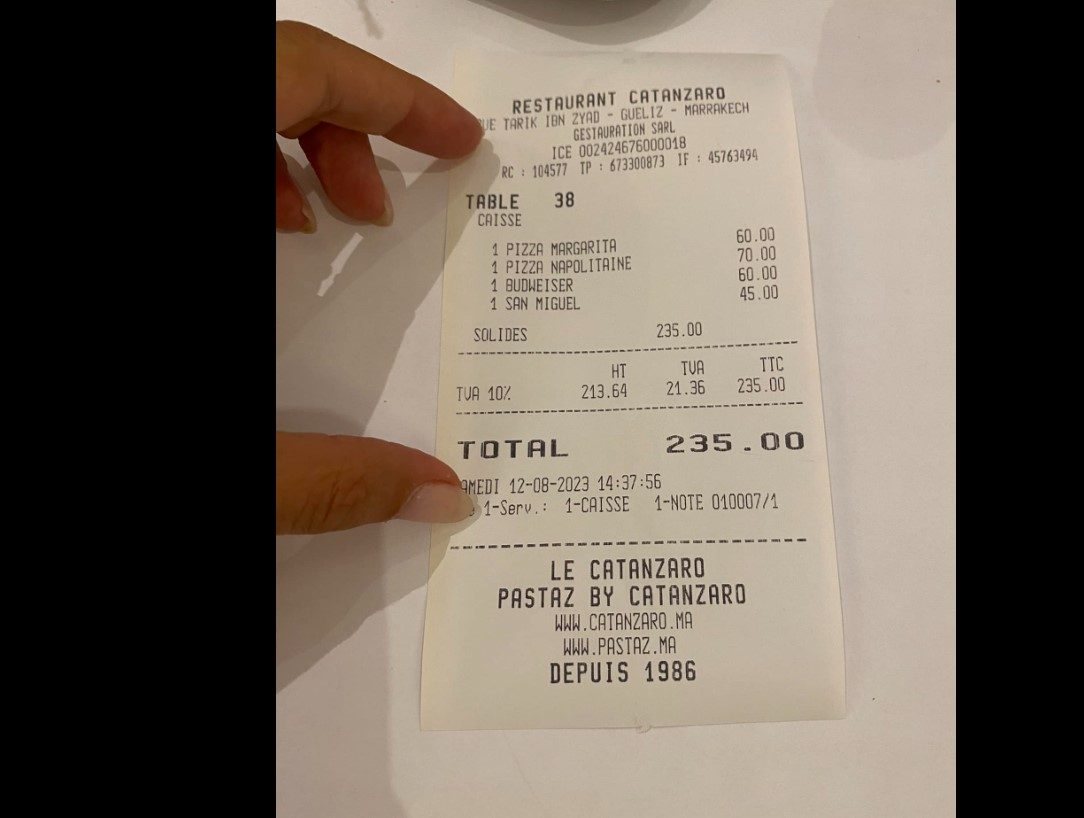 RESTAURANT CATANZARO
TARIK IBN ZYAD - GUELIZ - MARRAKECH
GESTAURATION SARL
ICE 002424676000018
RC : 104577 TP : 673300873 IF : 45763494
TABLE 38
CAISSE
1 PIZZA MARGARITA 60.00
1 PIZZA NAPOLITAINE 70.00
1 BUDWEISER 60.00
1 SAN MIGUEL 45.00
SOLIDES 235.00
HT TVA TTC
TVA 10% 213.64 21.36 235.00
TOTAL 235.00
AMEDI 12-08-2023 14:37:56
1-Serv.: 1-CAISSE 1-NOTE 010007/1
LE CATANZARO
PASTAZ BY CATANZARO
WWW.CATANZARO.MA
WWW.PASTAZ.MA
DEPUIS 1986